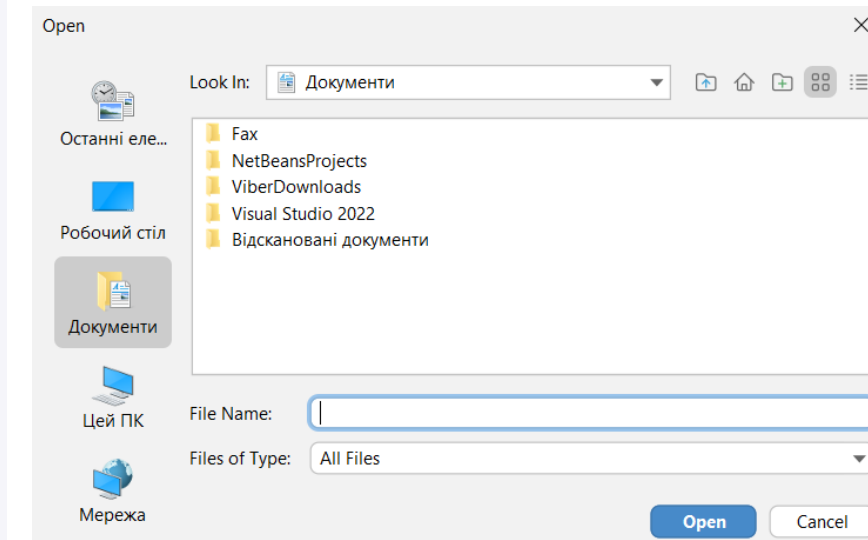 Open
Look In:
Документи
Останні еле...
Робочий стіл
Документи
Цей ПК
Мережа
Fax
NetBeansProjects
ViberDownloads
Visual Studio 2022
Відскановані документи
File Name:
Files of Type:
All Files
Open
Cancel